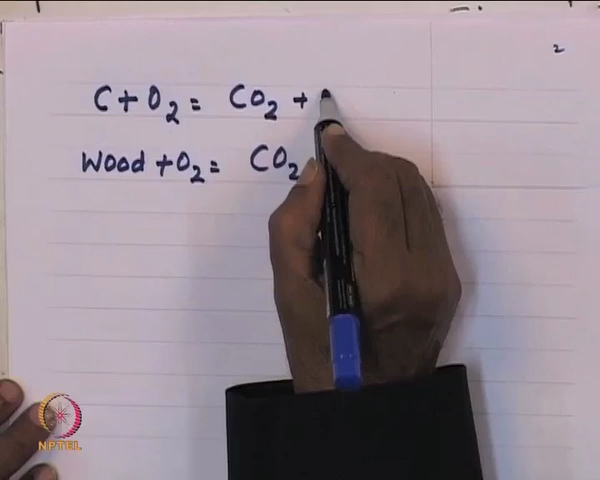 2
C + O2 = CO2 +
Wood + O2 = CO2
NPTEL